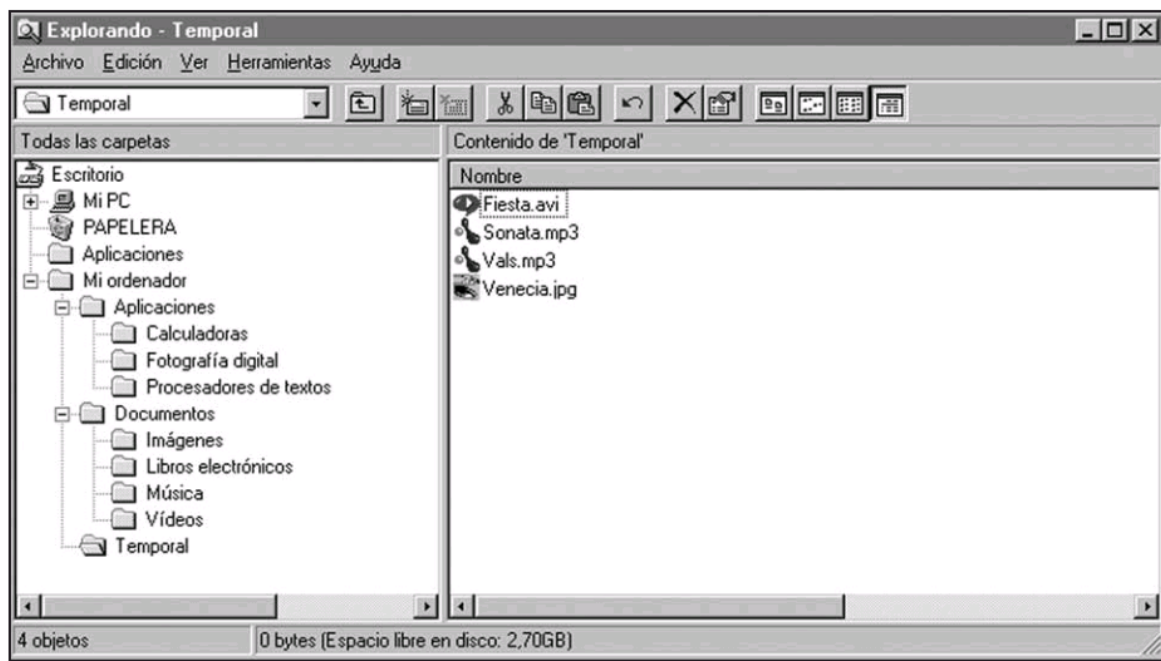 Explorando - Temporal
Archivo Edición Ver Herramientas Ayuda
Temporal
Todas las carpetas
Contenido de 'Temporal'
Nombre
Escritorio
Mi PC
PAPELERA
Aplicaciones
Mi ordenador
Aplicaciones
Calculadoras
Fotografía digital
Procesadores de textos
Documentos
Imágenes
Libros electrónicos
Música
Vídeos
Temporal
Fiesta.avi
Sonata.mp3
Vals.mp3
Venecia.jpg
4 objetos
0 bytes (Espacio libre en disco: 2,70GB)